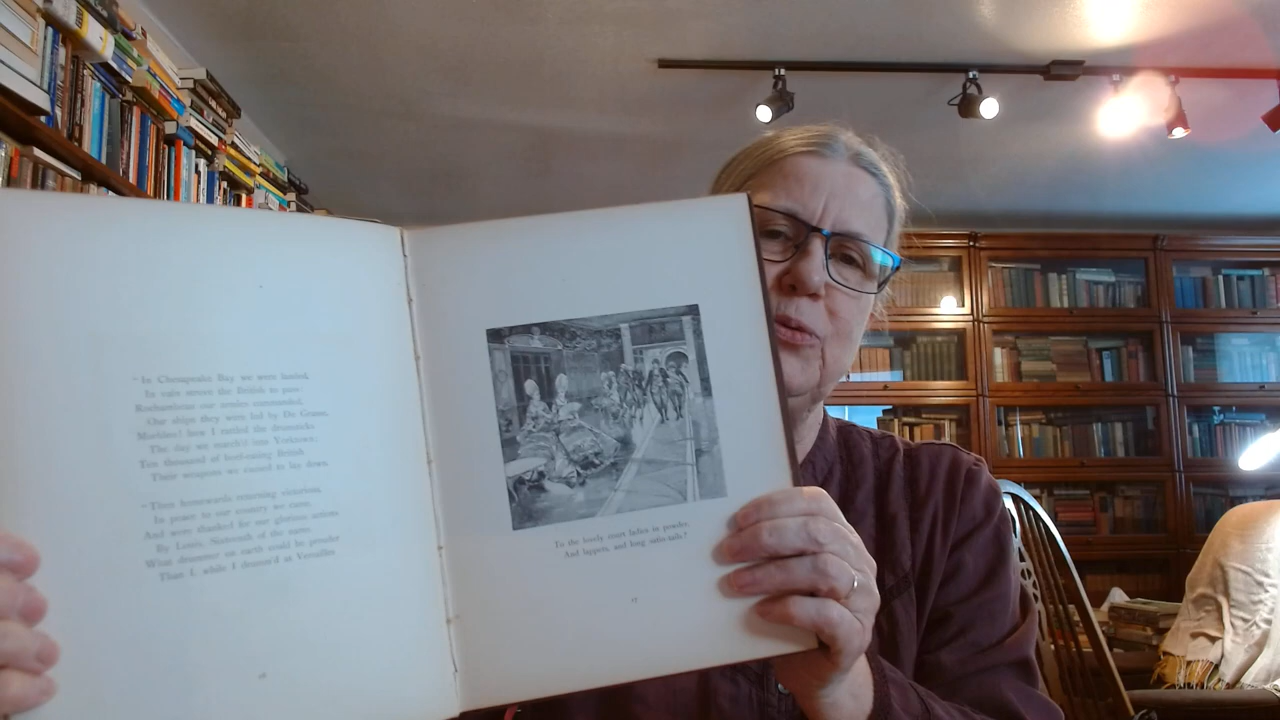 "In Chesapeake Bay we were landed,
In vain strove the British to pass:
Rochambeau our armies commanded,
Our ships they were led by De Grasse.
Morbleu! how I rattled the drumsticks
The day we march'd into Yorktown;
Ten thousand of beef-eating British
Their weapons we caused to lay down.
"Then homewards returning victorious,
In peace to our country we came,
And were thanked for our glorious actions
By Louis, Sixteenth of the name.
What drummer on earth could be prouder
Than I, while I drumm'd at Versailles
To the lovely court ladies in powder,
And lappets, and long satin-tails?